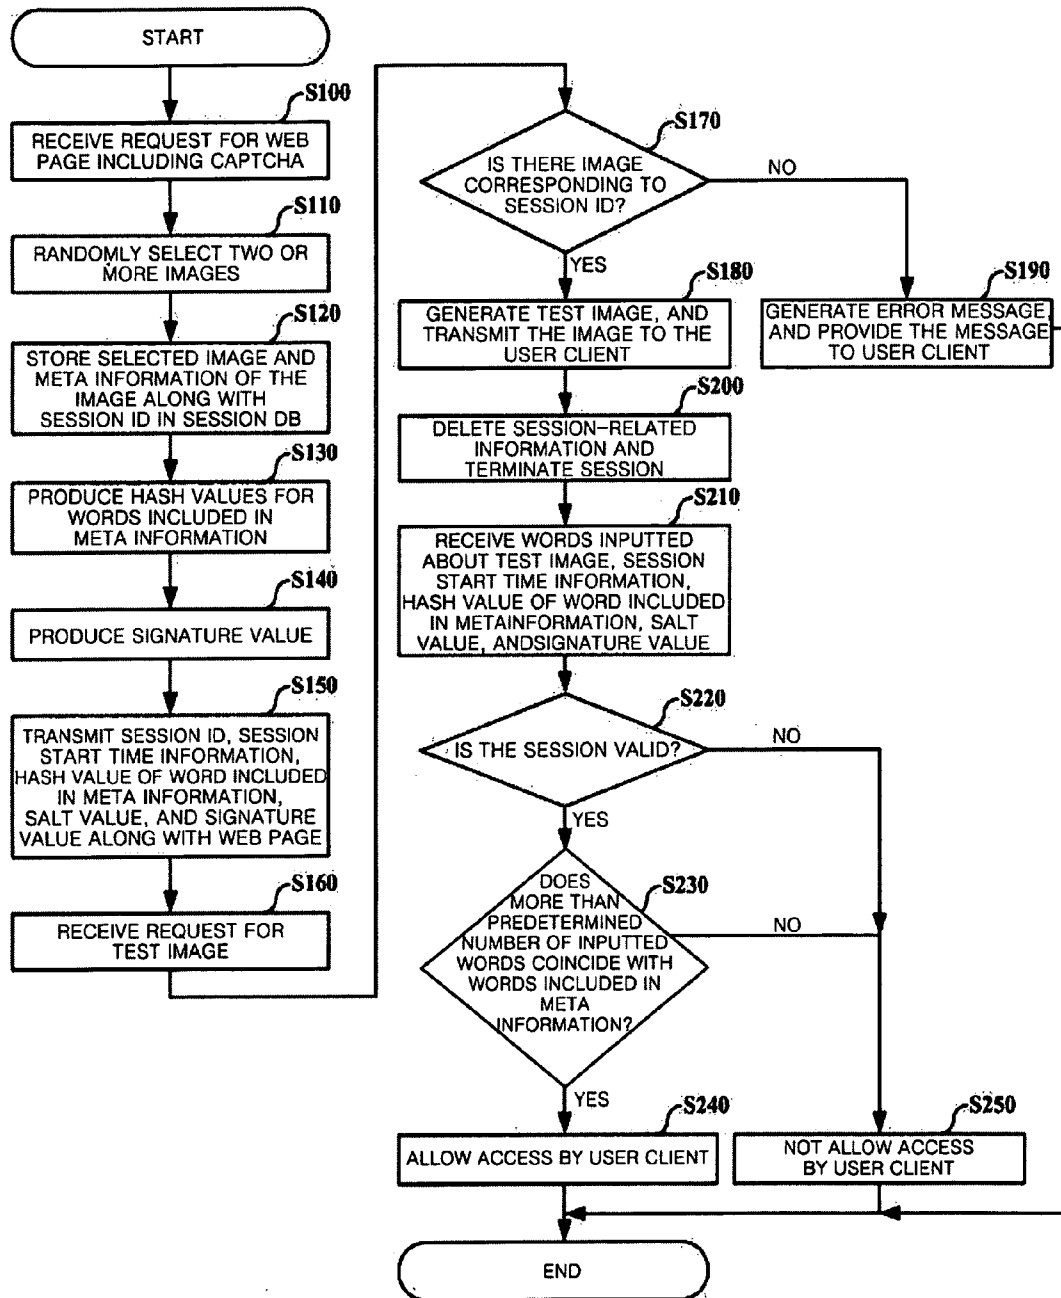 START
S100
RECEIVE REQUEST FOR WEB
PAGE INCLUDING CAPTCHA
S110
RANDOMLY SELECT TWO OR
MORE IMAGES
S120
STORE SELECTED IMAGE AND
META INFORMATION OF THE
IMAGE ALONG WITH
SESSION ID IN SESSION DB
S130
PRODUCE HASH VALUES FOR
WORDS INCLUDED IN
META INFORMATION
S140
PRODUCE SIGNATURE VALUE
S150
TRANSMIT SESSION ID, SESSION
START TIME INFORMATION,
HASH VALUE OF WORD INCLUDED
IN META INFORMATION,
SALT VALUE, AND SIGNATURE
VALUE ALONG WITH WEB PAGE
S160
RECEIVE REQUEST FOR
TEST IMAGE
S170
IS THERE IMAGE
CORRESPONDING TO
SESSION ID?
NO
YES
S180
GENERATE TEST IMAGE, AND
TRANSMIT THE IMAGE TO THE
USER CLIENT
S190
GENERATE ERROR MESSAGE,
AND PROVIDE THE MESSAGE
TO USER CLIENT
S200
DELETE SESSION-RELATED
INFORMATION AND
TERMINATE SESSION
S210
RECEIVE WORDS INPUTTED
ABOUT TEST IMAGE, SESSION
START TIME INFORMATION,
HASH VALUE OF WORD INCLUDED
IN METAINFORMATION, SALT
VALUE, ANDSIGNATURE VALUE
S220
IS THE SESSION VALID?
NO
YES
S230
DOES
MORE THAN
PREDETERMINED
NUMBER OF INPUTTED
WORDS COINCIDE WITH
WORDS INCLUDED IN
META
INFORMATION?
NO
YES
S240
ALLOW ACCESS BY USER CLIENT
S250
NOT ALLOW ACCESS
BY USER CLIENT
END